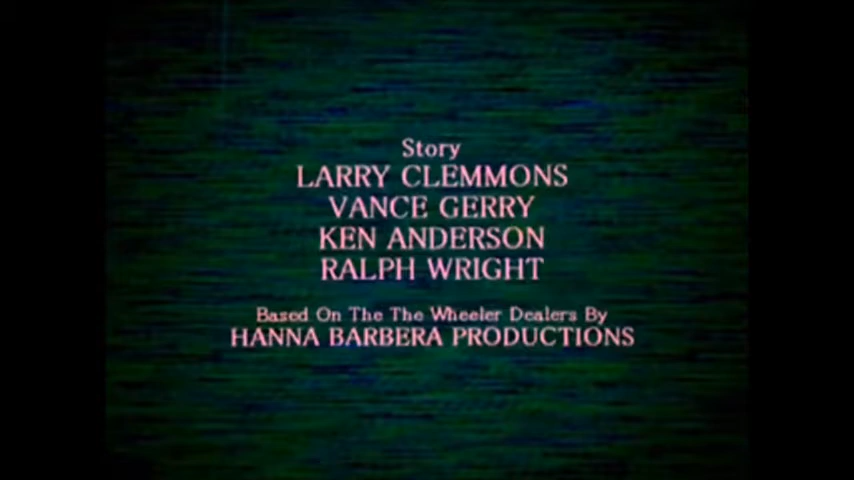 Story
LARRY CLEMMONS
VANCE GERRY
KEN ANDERSON
RALPH WRIGHT
Based On The The Wheeler Dealers By
HANNA BARBERA PRODUCTIONS